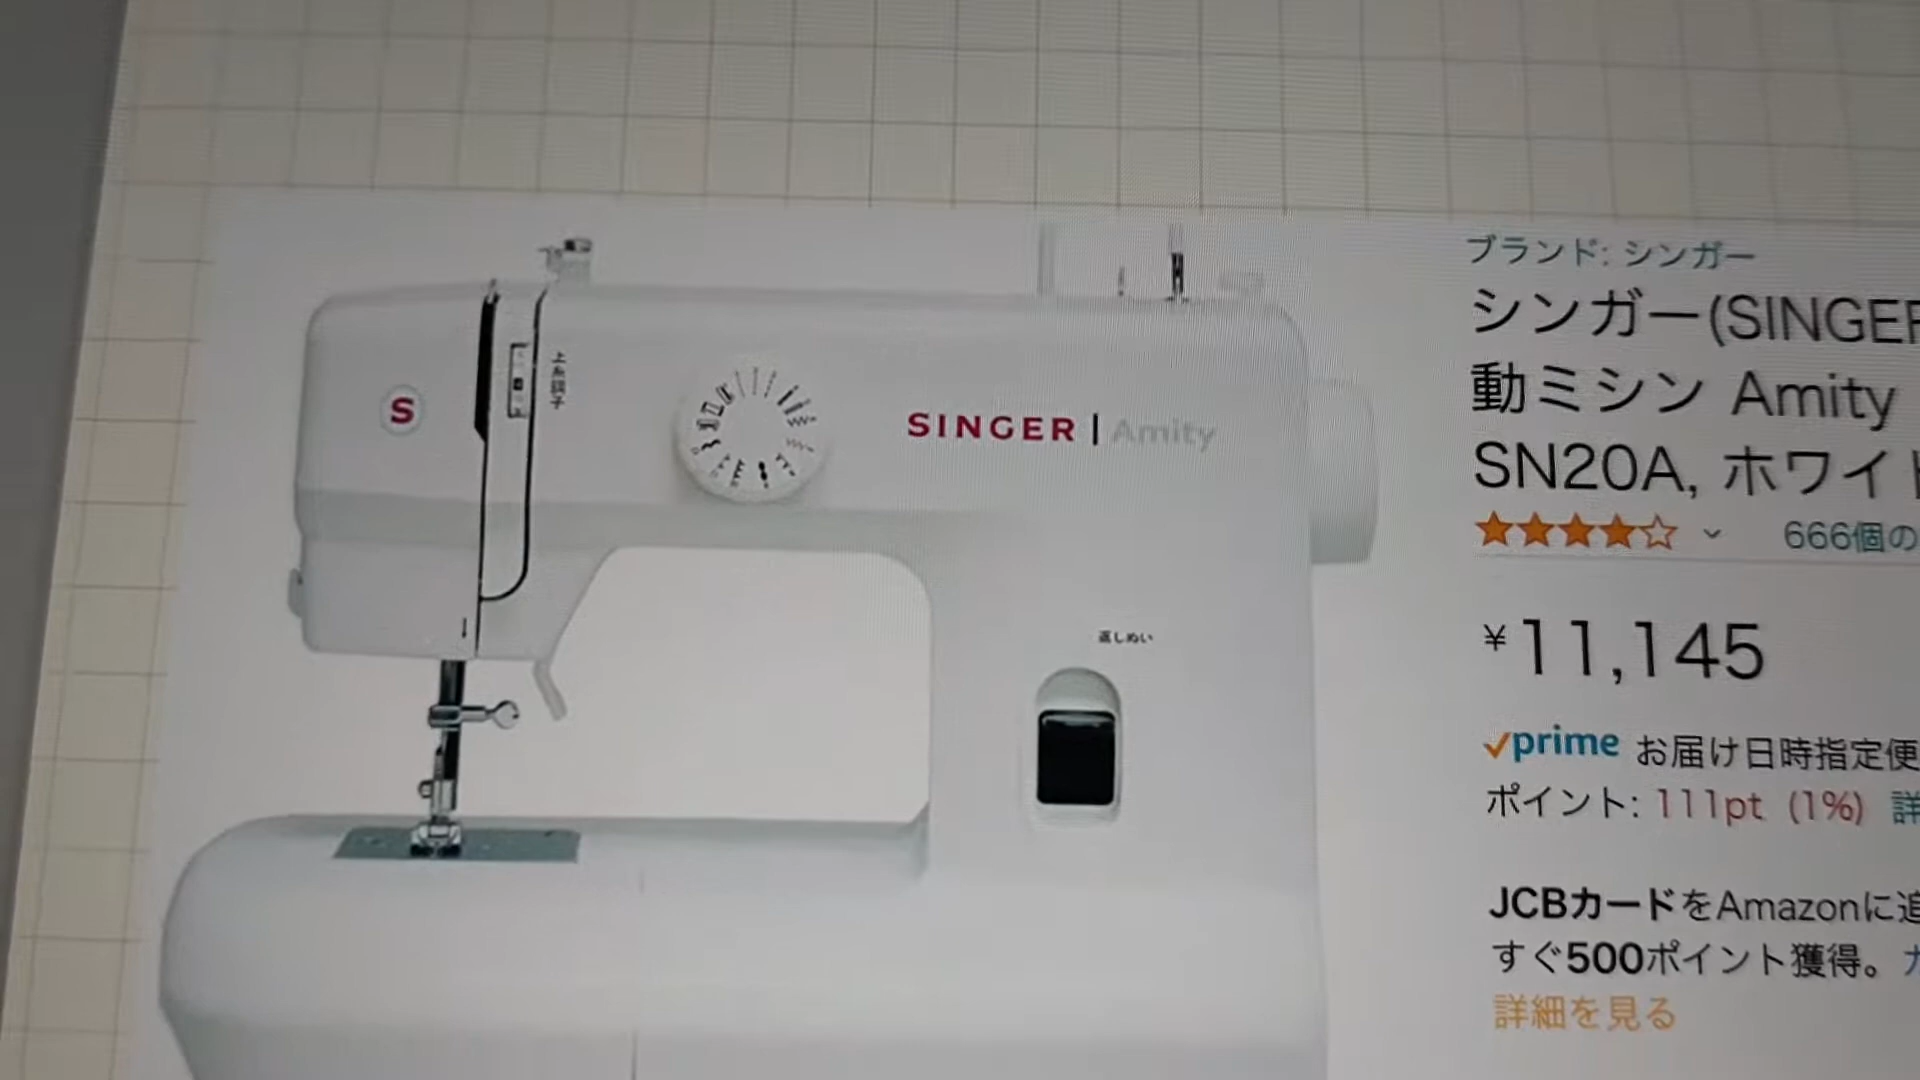 上糸調子
S
SINGER | Amity
返しぬい
ブランド: シンガー
シンガー(SINGER
動ミシン Amity
SN20A, ホワイト
666個の
¥11,145
prime お届け日時指定便
ポイント: 111pt (1%) 詳
JCBカードをAmazonに追
すぐ500ポイント獲得。
詳細を見る